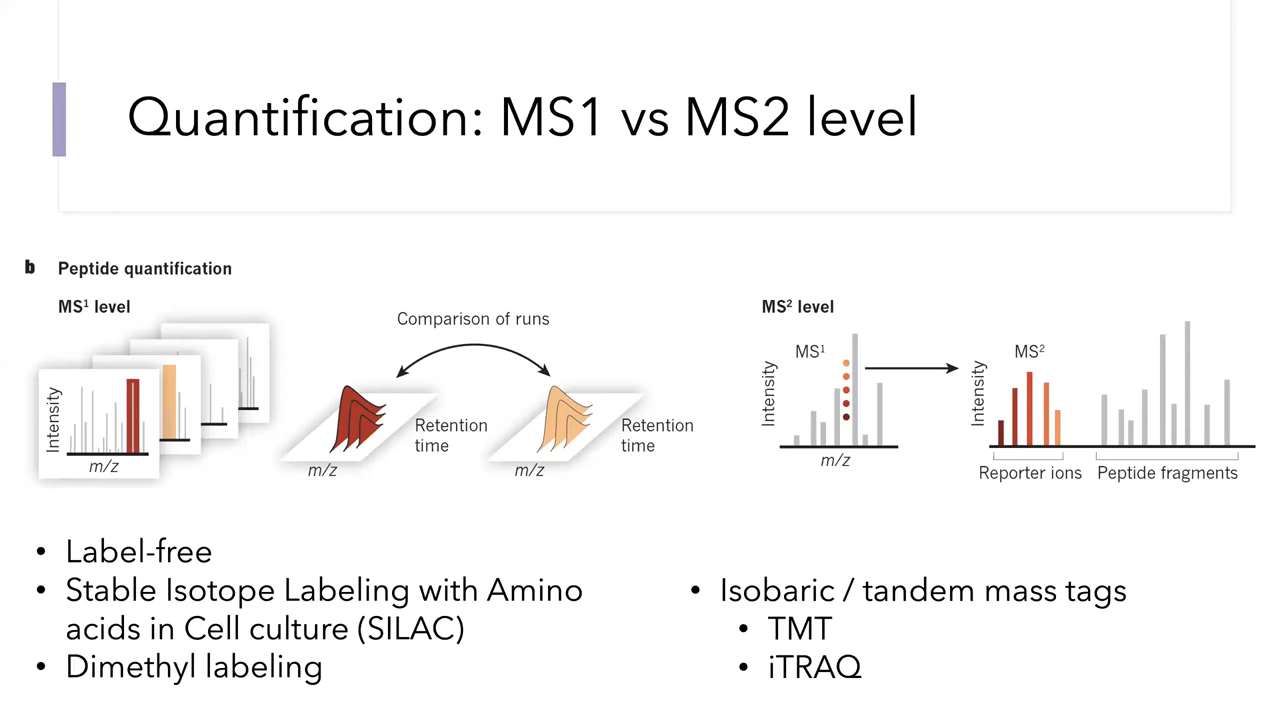 Quantification: MS1 vs MS2 level
b Peptide quantification
MS¹ level
Intensity
m/z
Comparison of runs
Retention
time
m/z
Retention
time
m/z
MS² level
Intensity
MS¹
m/z
Intensity
MS²
Reporter ions
Peptide fragments
• Label-free
• Stable Isotope Labeling with Amino
acids in Cell culture (SILAC)
• Dimethyl labeling
• Isobaric / tandem mass tags
• TMT
• iTRAQ